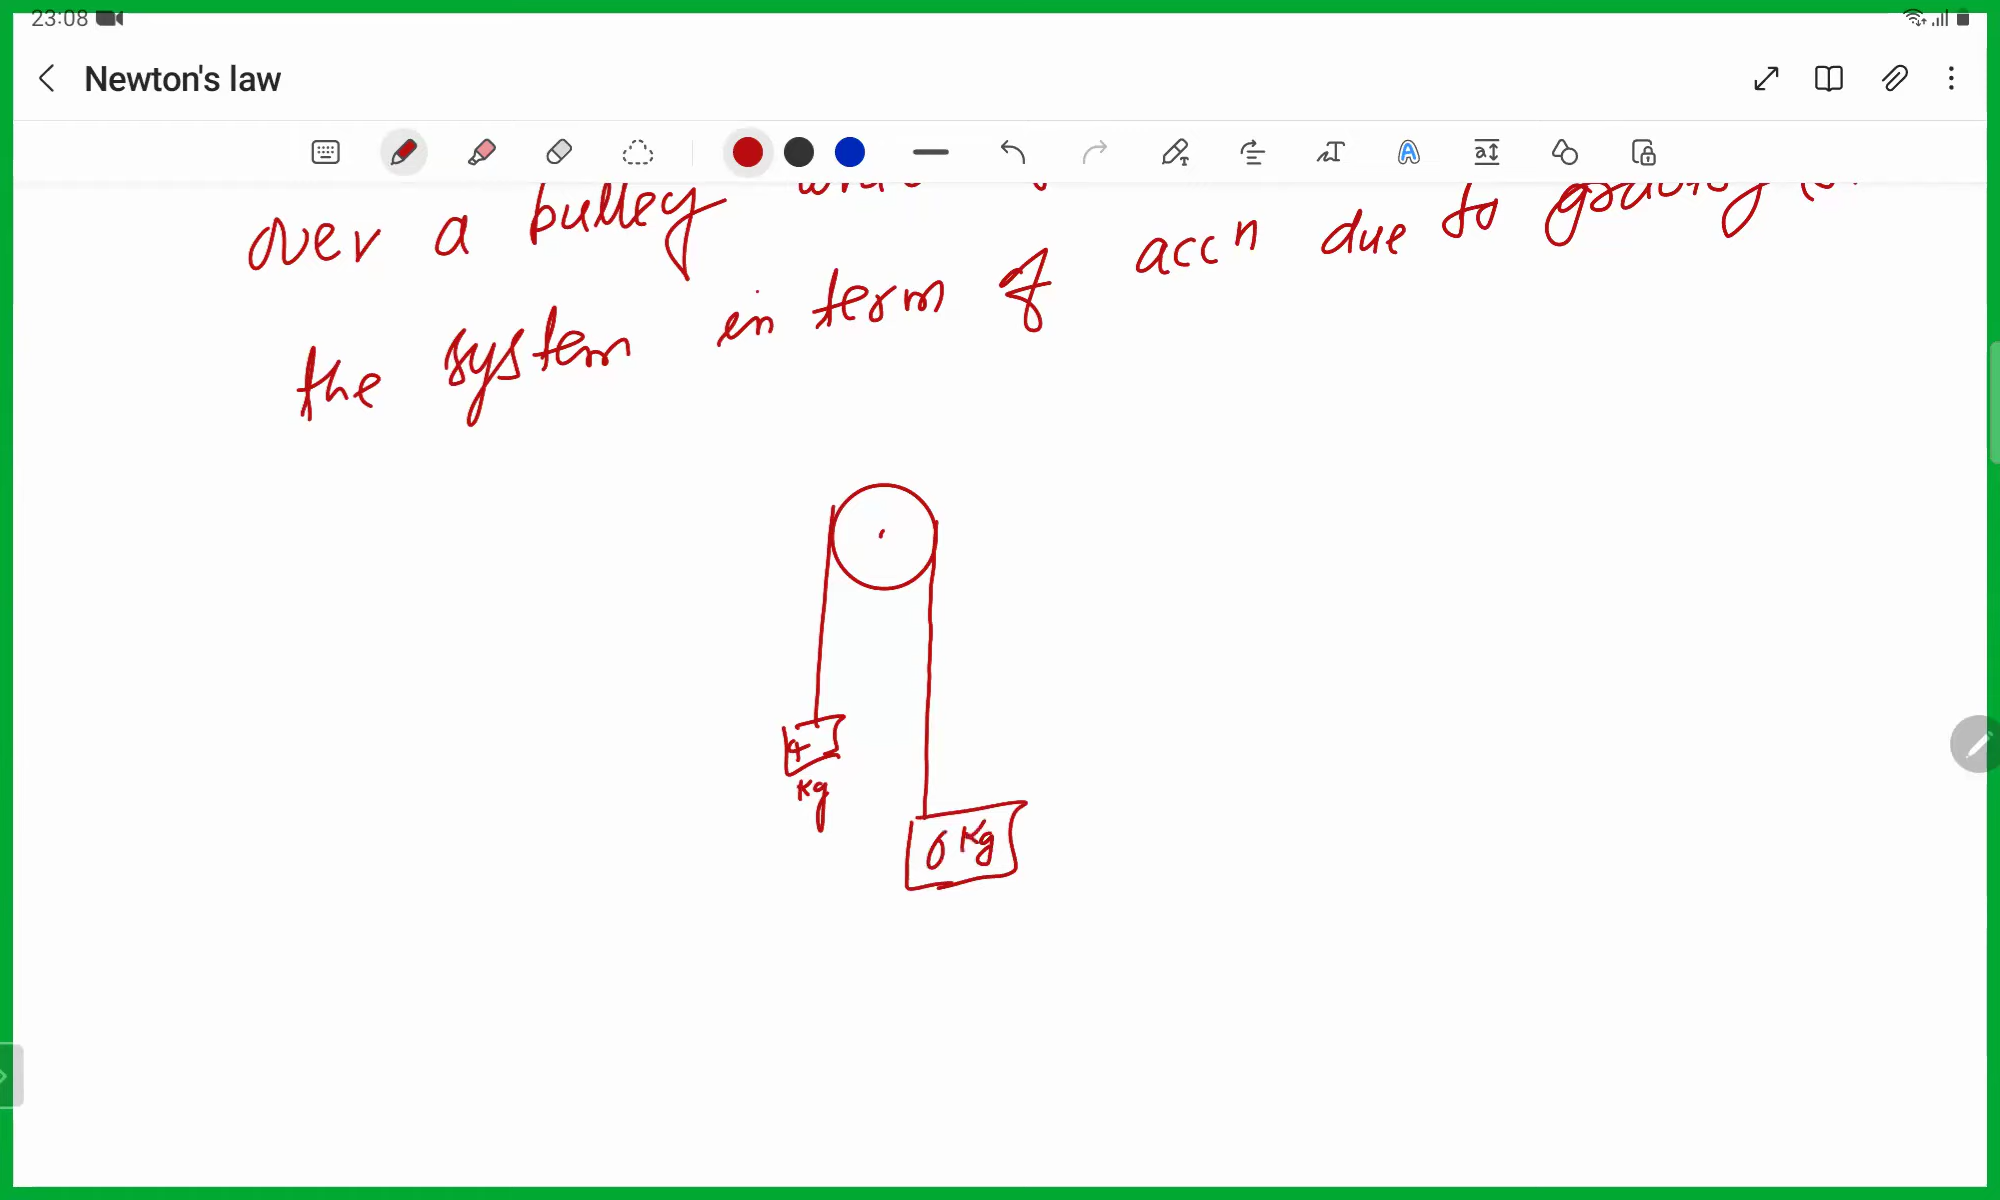 23:08
Newton's law
over a pulley
accn due to
the system in term of
4
kg
6 Kg